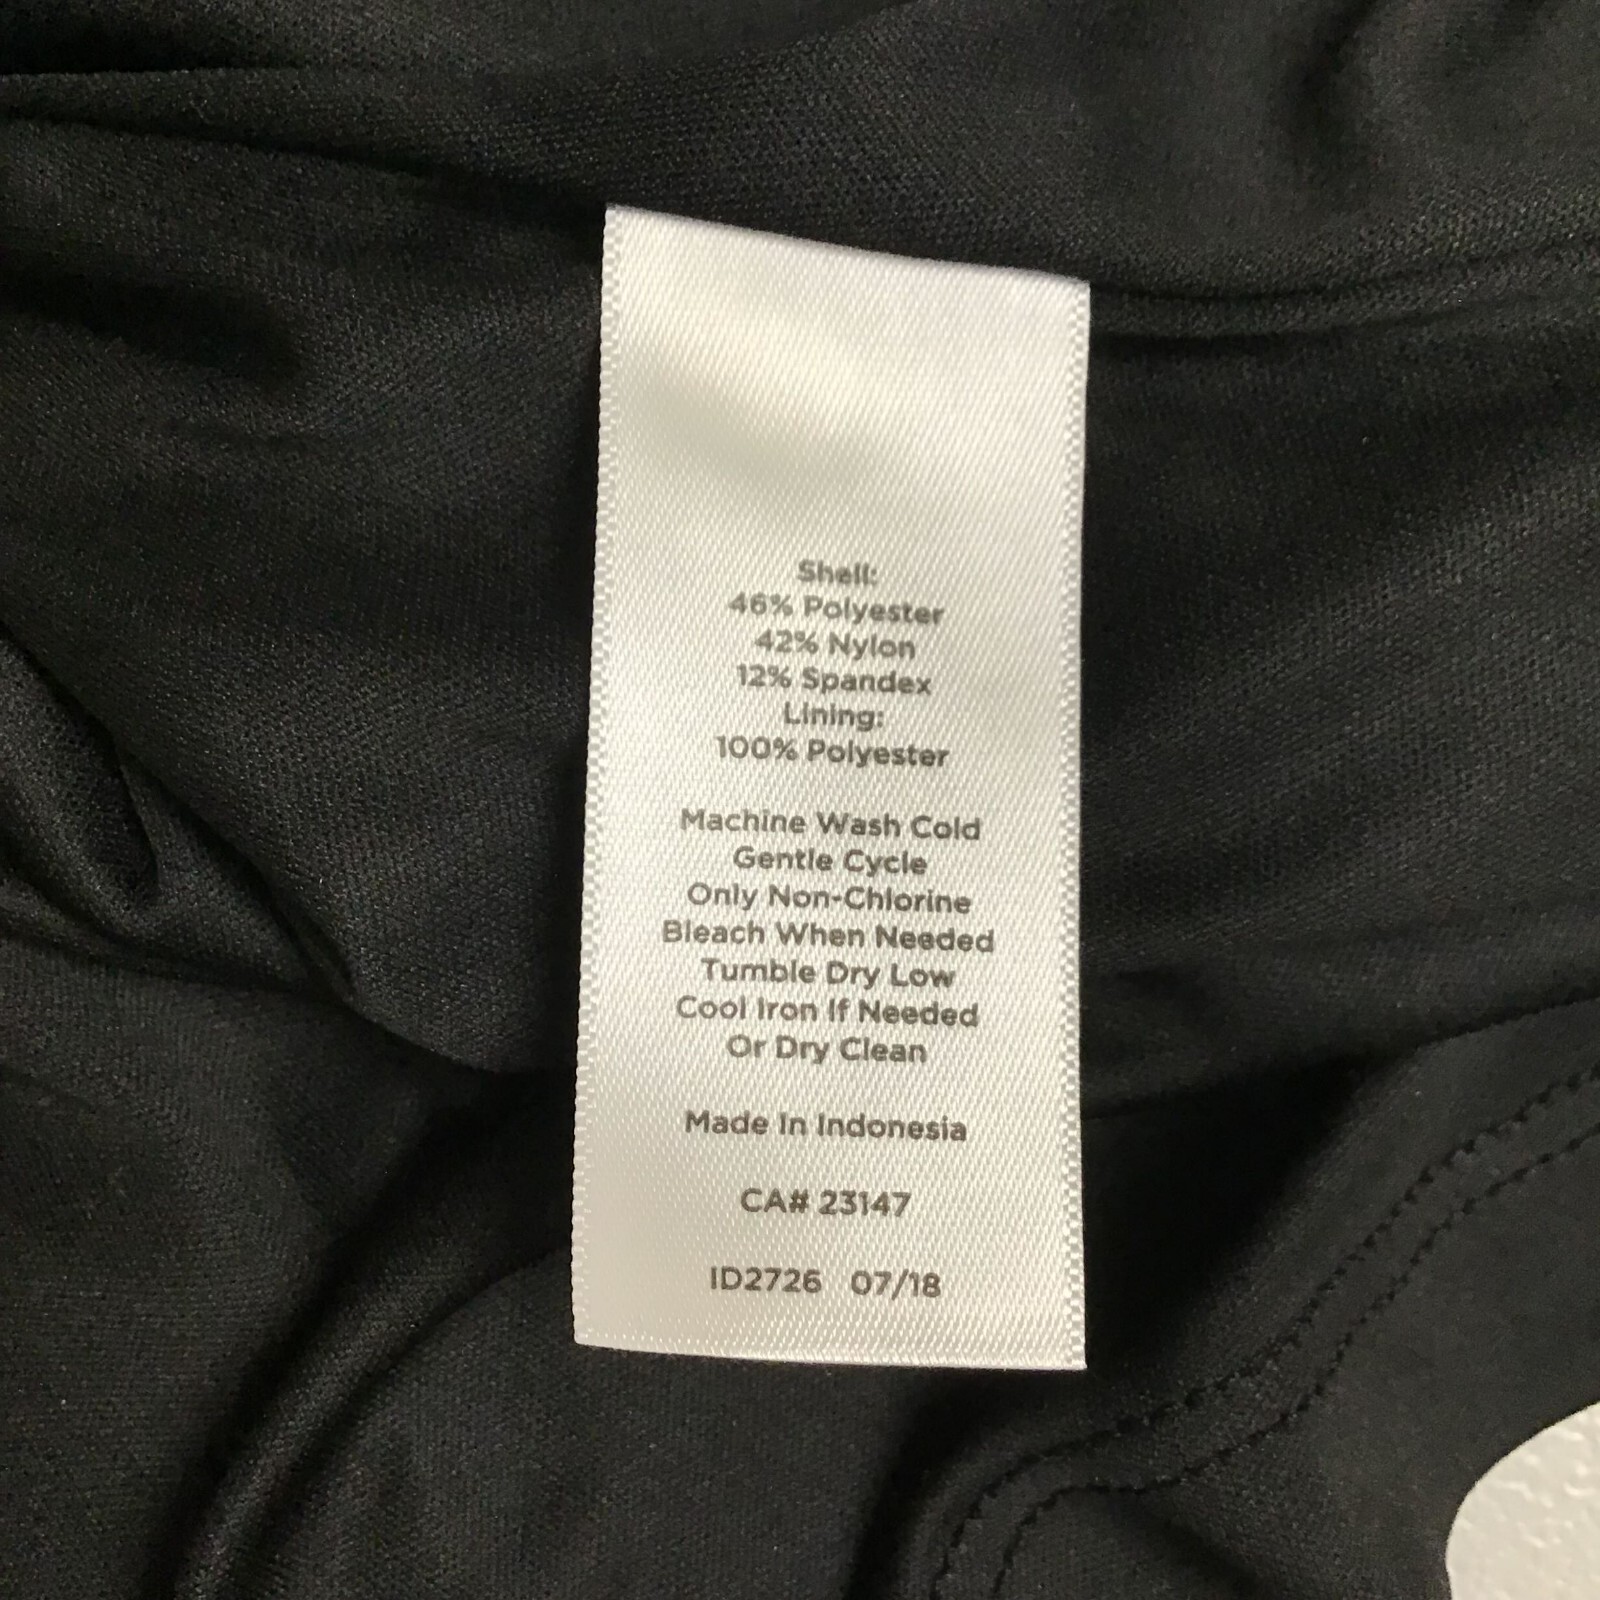 Shell:
46% Polyester
42% Nylon
12% Spandex
Lining:
100% Polyester
Machine Wash Cold
Gentle Cycle
Only Non-Chlorine
Bleach When Needed
Tumble Dry Low
Cool Iron If Needed
Or Dry Clean
Made In Indonesia
CA# 23147
ID2726 07/18